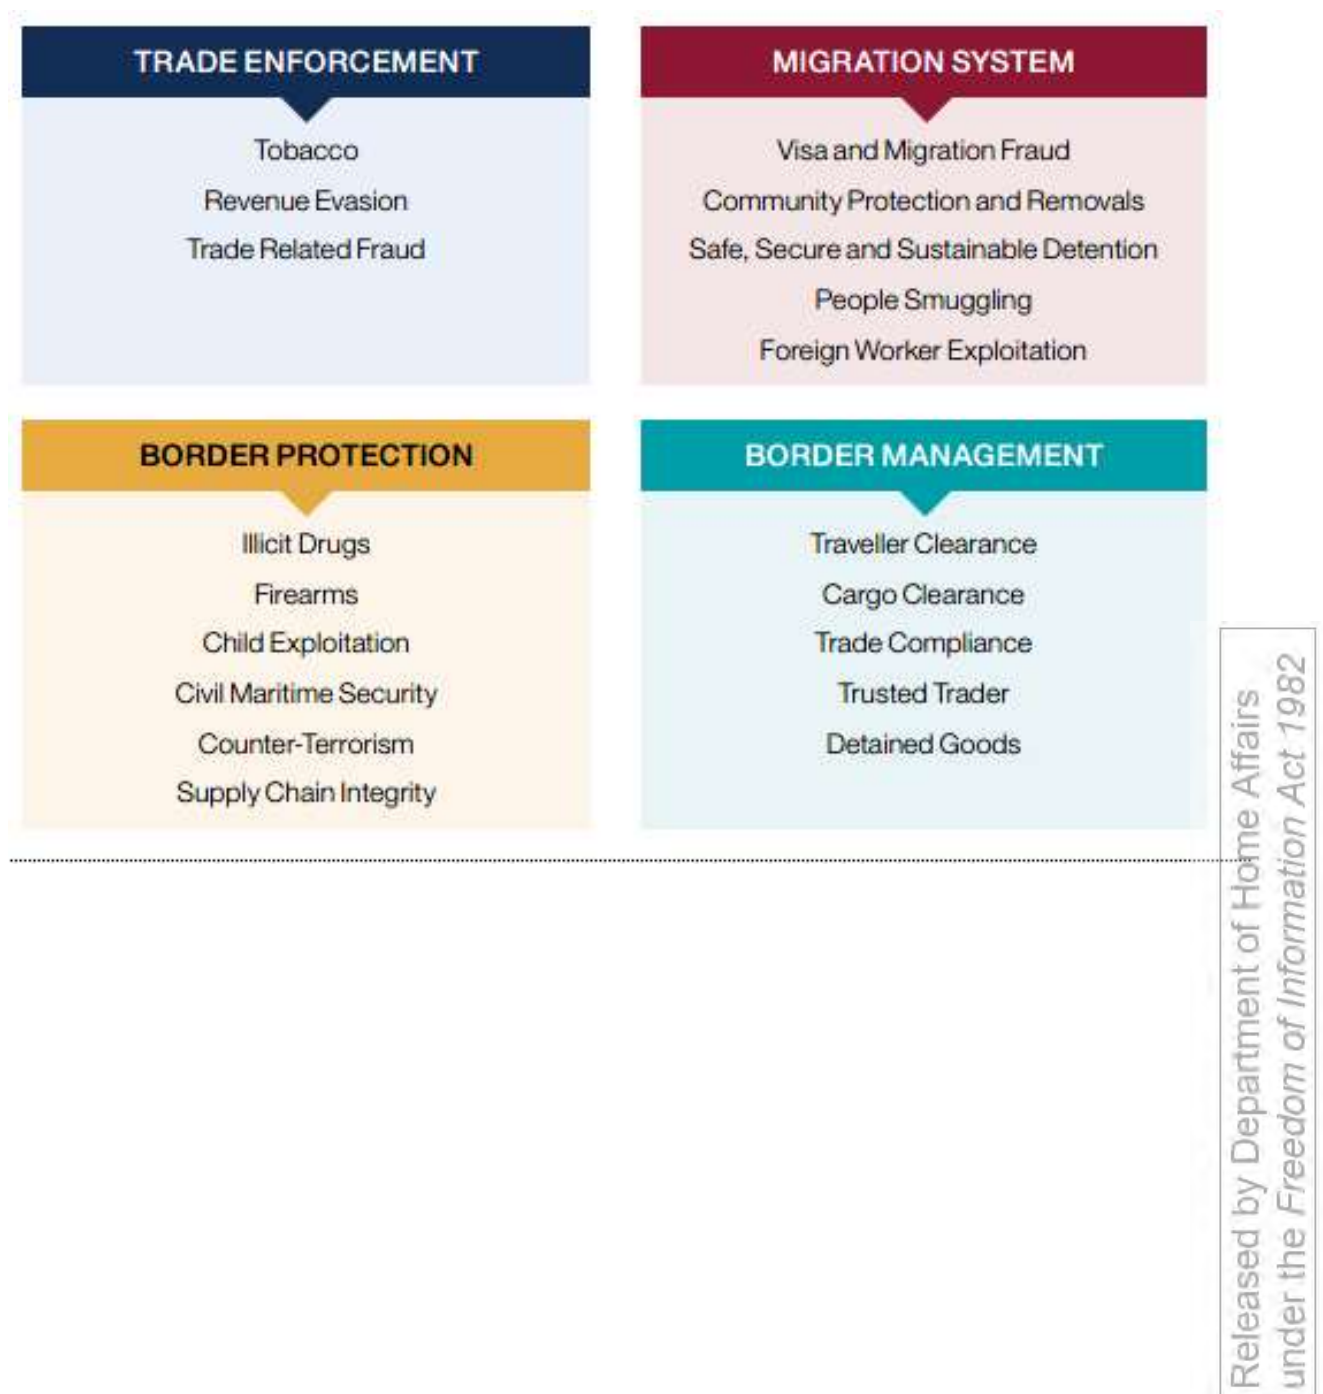 TRADE ENFORCEMENT
Tobacco
Revenue Evasion
Trade Related Fraud
MIGRATION SYSTEM
Visa and Migration Fraud
Community Protection and Removals
Safe, Secure and Sustainable Detention
People Smuggling
Foreign Worker Exploitation
BORDER PROTECTION
Illicit Drugs
Firearms
Child Exploitation
Civil Maritime Security
Counter-Terrorism
Supply Chain Integrity
BORDER MANAGEMENT
Traveller Clearance
Cargo Clearance
Trade Compliance
Trusted Trader
Detained Goods
Released by Department of Home Affairs
under the Freedom of Information Act 1982